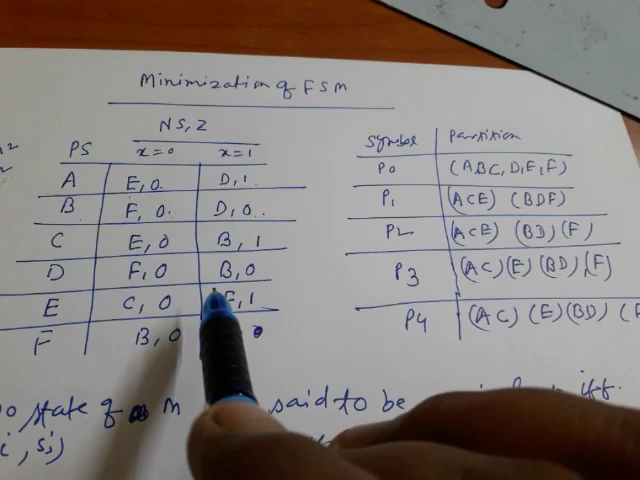 Minimization of FSM
NS, Z
PS x=0 x=1
A E, 0 D, 1
B F, 0 D, 0
C E, 0 B, 1
D F, 0 B, 0
E C, 0 F, 1
F B, 0
Symbol Partition
P0 (ABC, D, E, F)
P1 (ACE) (BDF)
P2 (ACE) (BD) (F)
P3 (AC) (E) (BD) (F)
P4 (AC) (E) (BD) (F
state of M said to be iff.
i, sj)